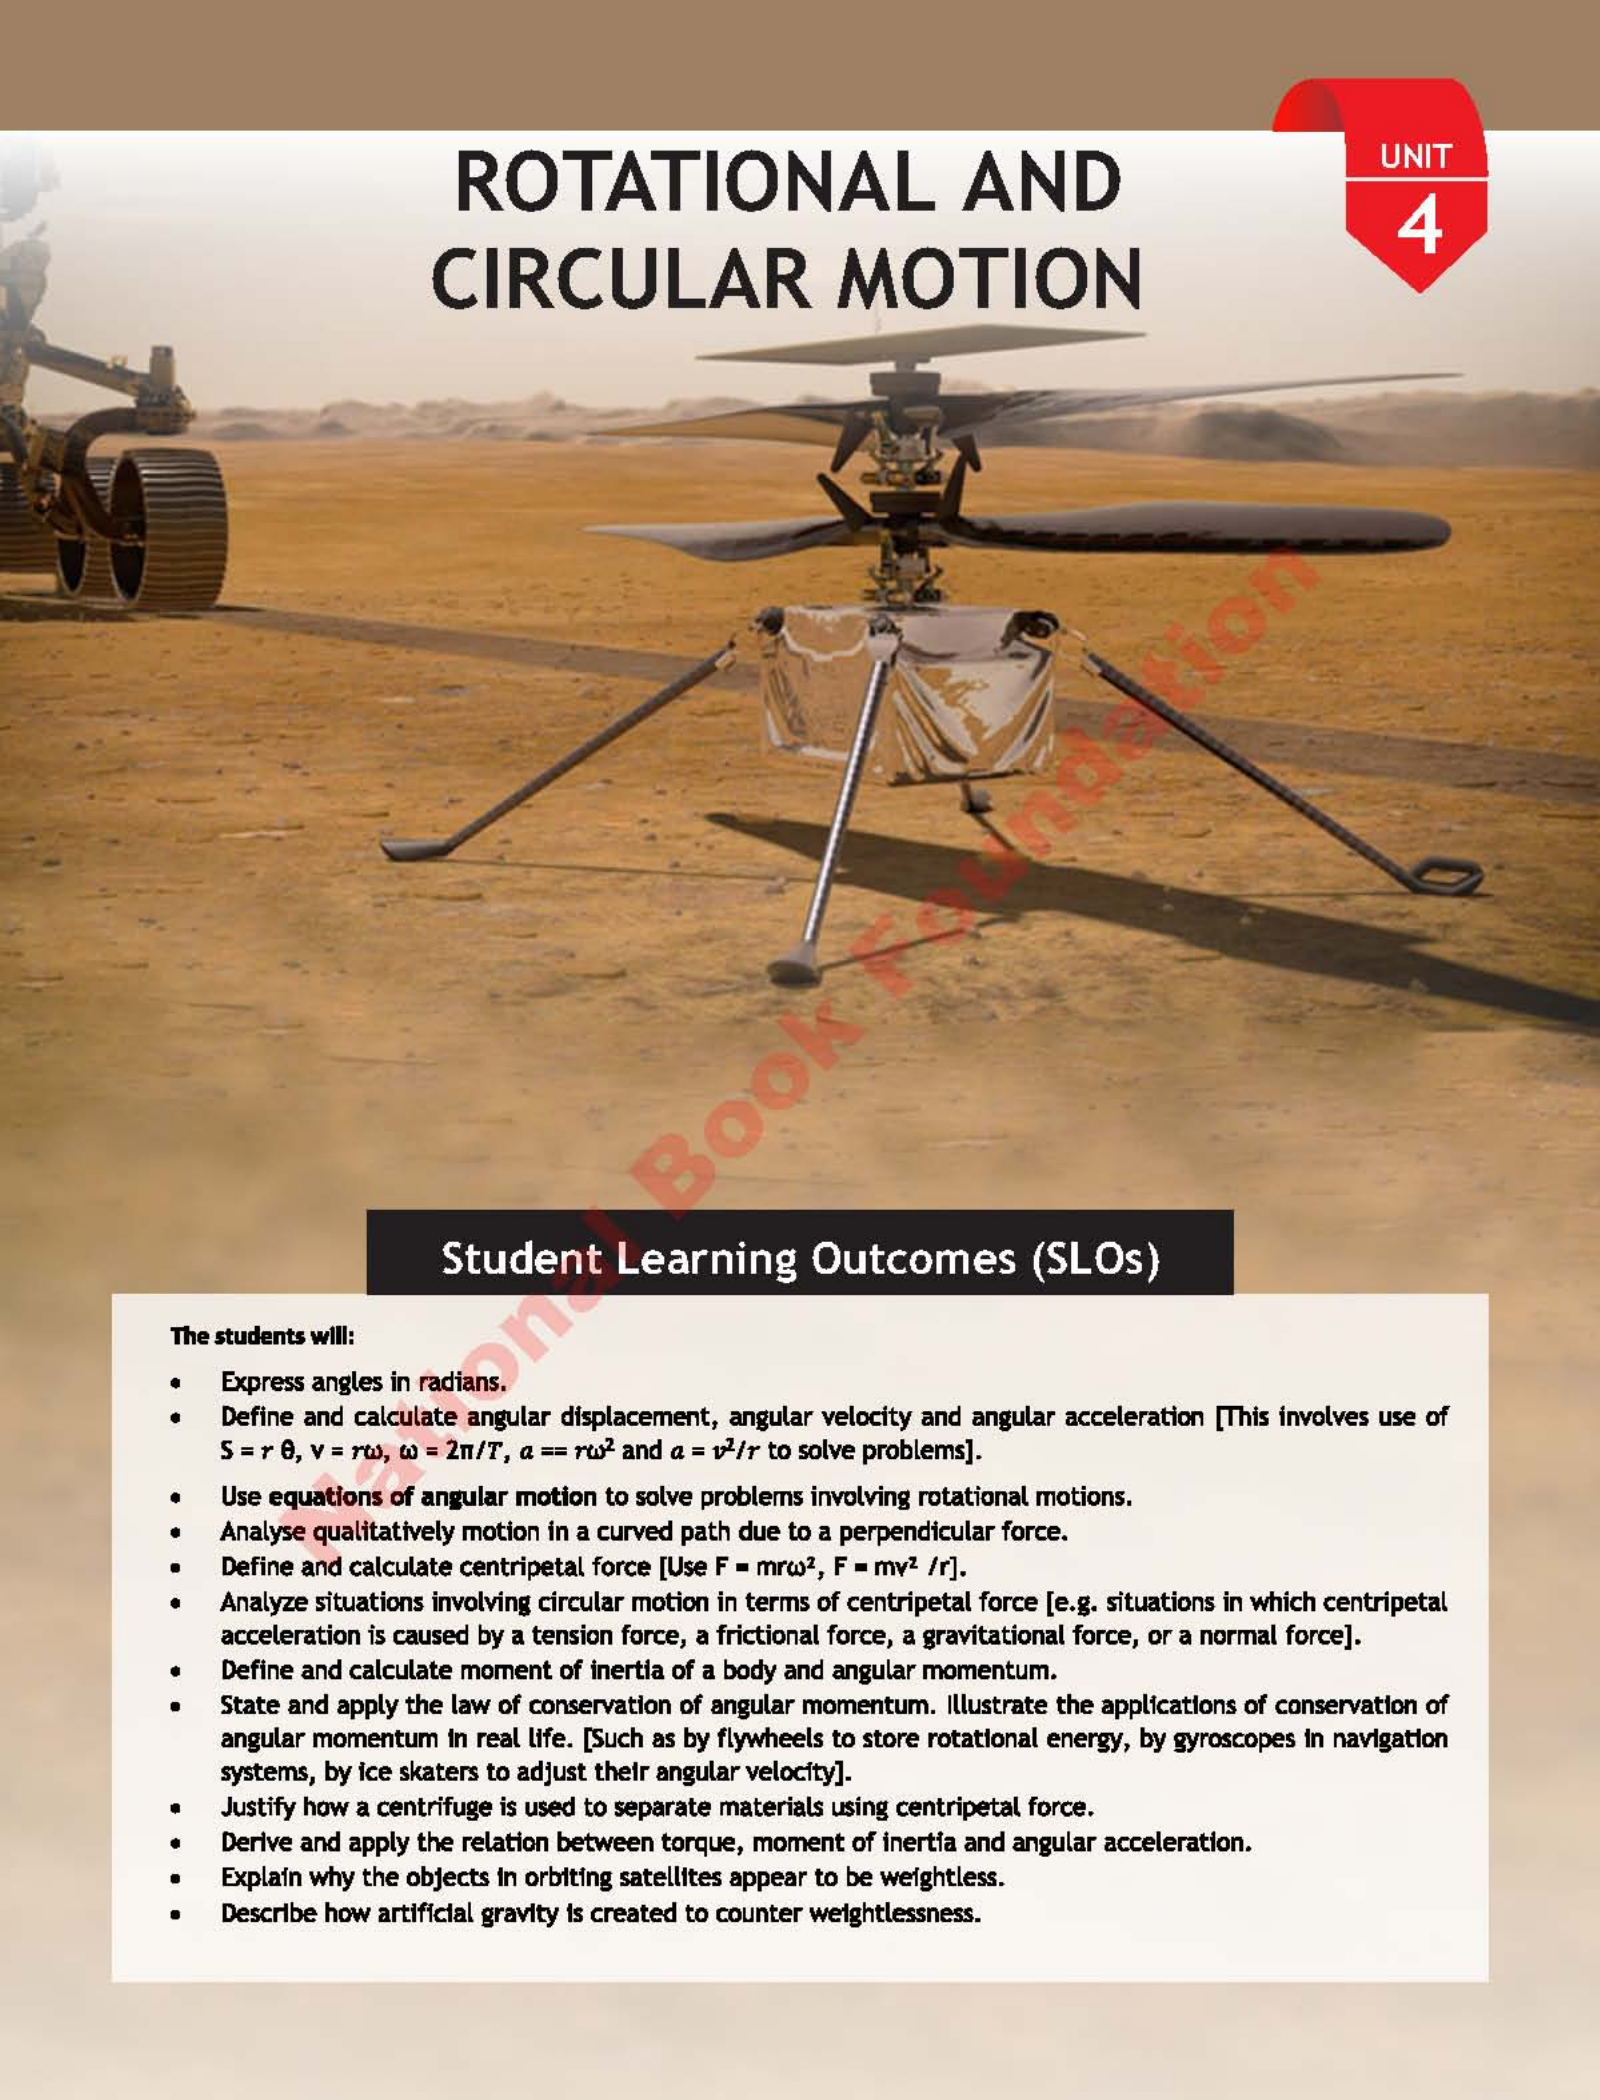 UNIT
4
ROTATIONAL AND
CIRCULAR MOTION
National Book Foundation
Student Learning Outcomes (SLOs)
The students will:
• Express angles in radians.
• Define and calculate angular displacement, angular velocity and angular acceleration [This involves use of
S = r θ, v = rω, ω = 2π/T, a == rω² and a = v²/r to solve problems].
• Use equations of angular motion to solve problems involving rotational motions.
• Analyse qualitatively motion in a curved path due to a perpendicular force.
• Define and calculate centripetal force [Use F = mrω², F = mv² /r].
• Analyze situations involving circular motion in terms of centripetal force [e.g. situations in which centripetal
acceleration is caused by a tension force, a frictional force, a gravitational force, or a normal force].
• Define and calculate moment of inertia of a body and angular momentum.
• State and apply the law of conservation of angular momentum. Illustrate the applications of conservation of
angular momentum in real life. [Such as by flywheels to store rotational energy, by gyroscopes in navigation
systems, by ice skaters to adjust their angular velocity].
• Justify how a centrifuge is used to separate materials using centripetal force.
• Derive and apply the relation between torque, moment of inertia and angular acceleration.
• Explain why the objects in orbiting satellites appear to be weightless.
• Describe how artificial gravity is created to counter weightlessness.